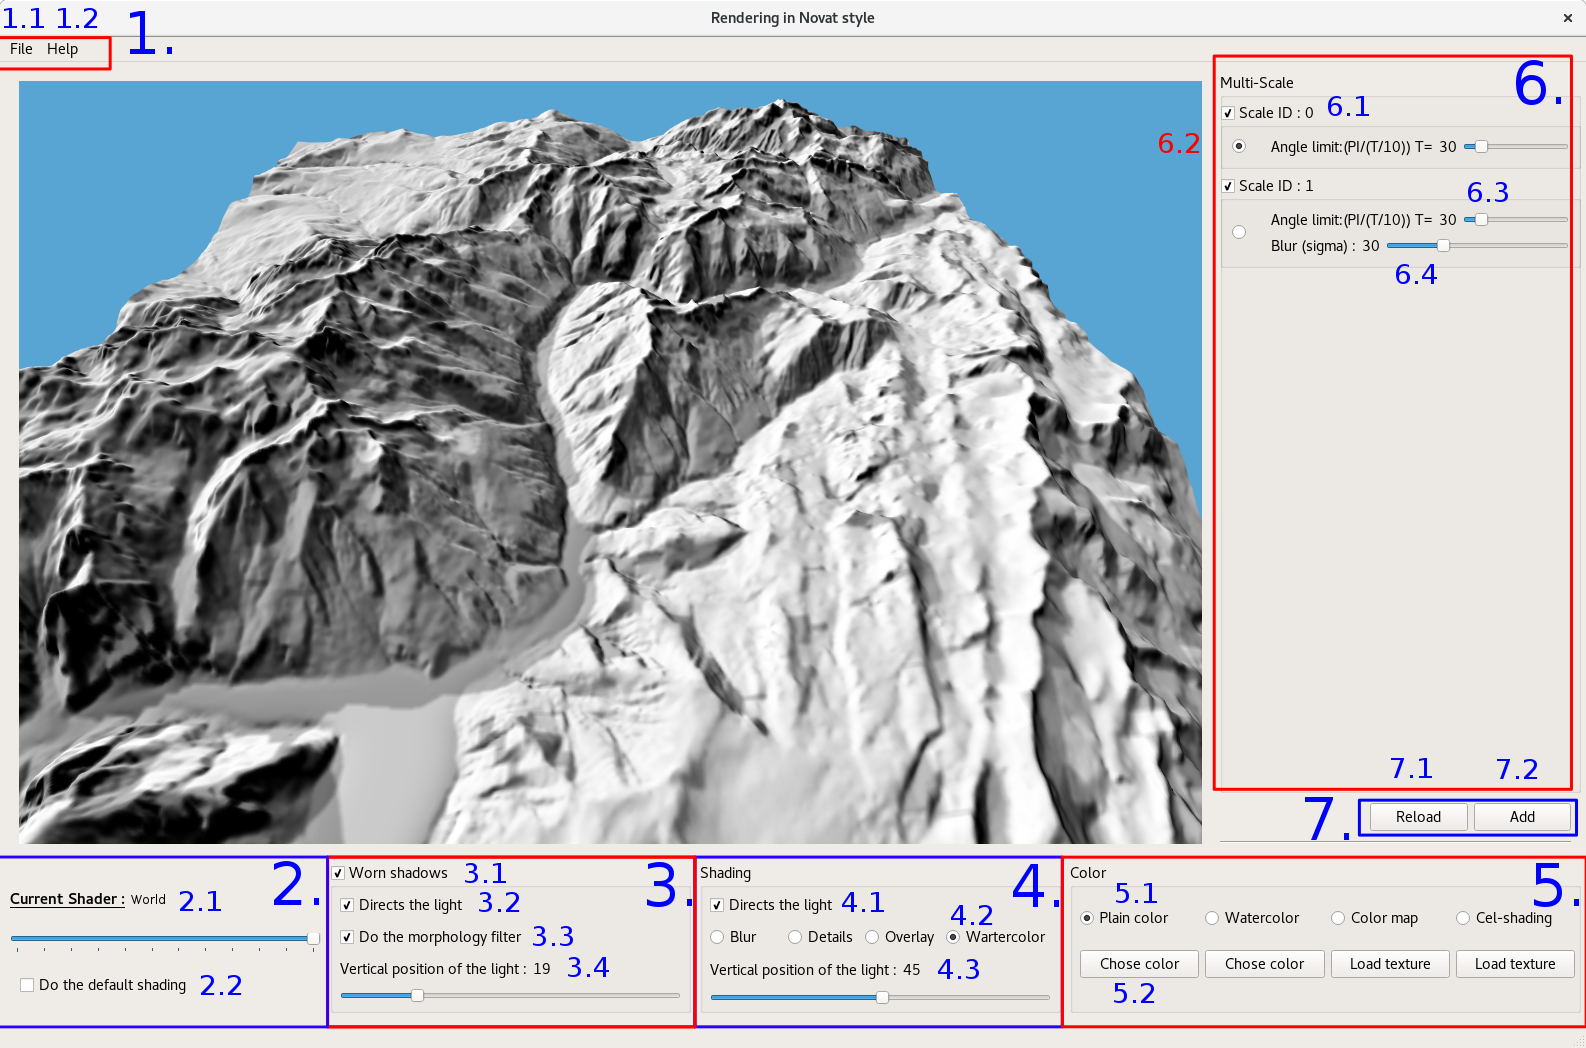 Rendering in Novat style
1.1 1.2 1.
File Help
6.
Multi-Scale
Scale ID : 0 6.1
6.2
Angle limit:(PI/(T/10)) T= 30
Scale ID : 1
6.3
Angle limit:(PI/(T/10)) T= 30
Blur (sigma) : 30
6.4
7.1 7.2
7.
Reload Add
2.
Current Shader : World 2.1
Do the default shading 2.2
3.
Worn shadows 3.1
Directs the light 3.2
Do the morphology filter 3.3
Vertical position of the light : 19 3.4
4.
Shading
Directs the light 4.1
4.2
Blur Details Overlay Wartercolor
Vertical position of the light : 45 4.3
5.
Color
5.1
Plain color Watercolor Color map Cel-shading
Chose color Chose color Load texture Load texture
5.2